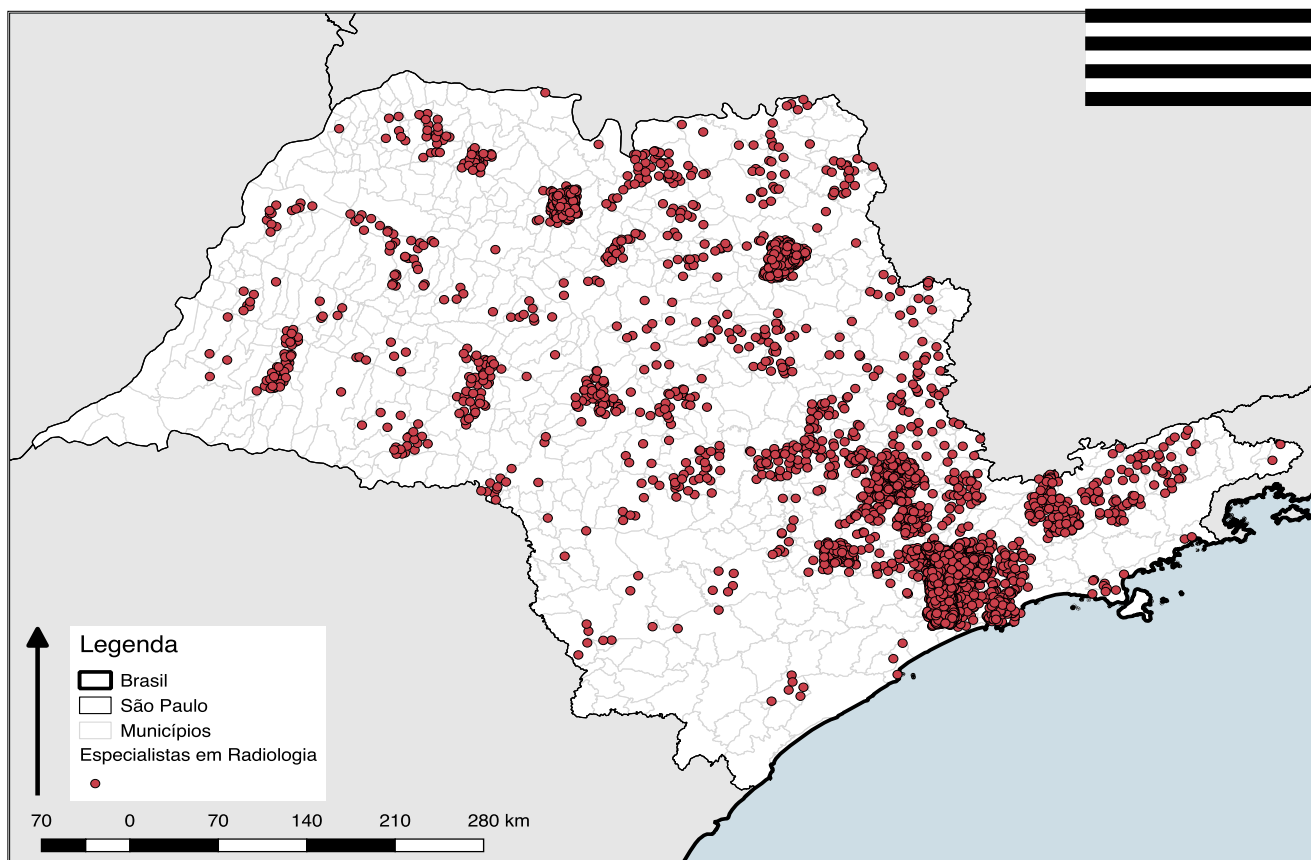 Legenda
Brasil
São Paulo
Municípios
Especialistas em Radiologia
70 0 70 140 210 280 km